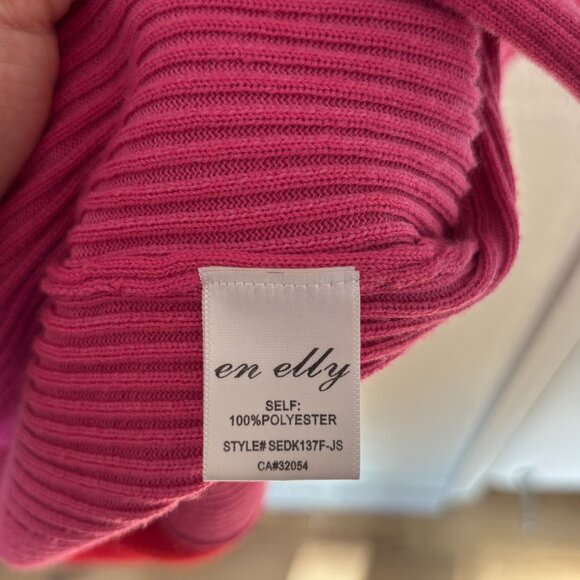 en elly
SELF:
100%POLYESTER
STYLE# SEDK137F-JS
CA#32054